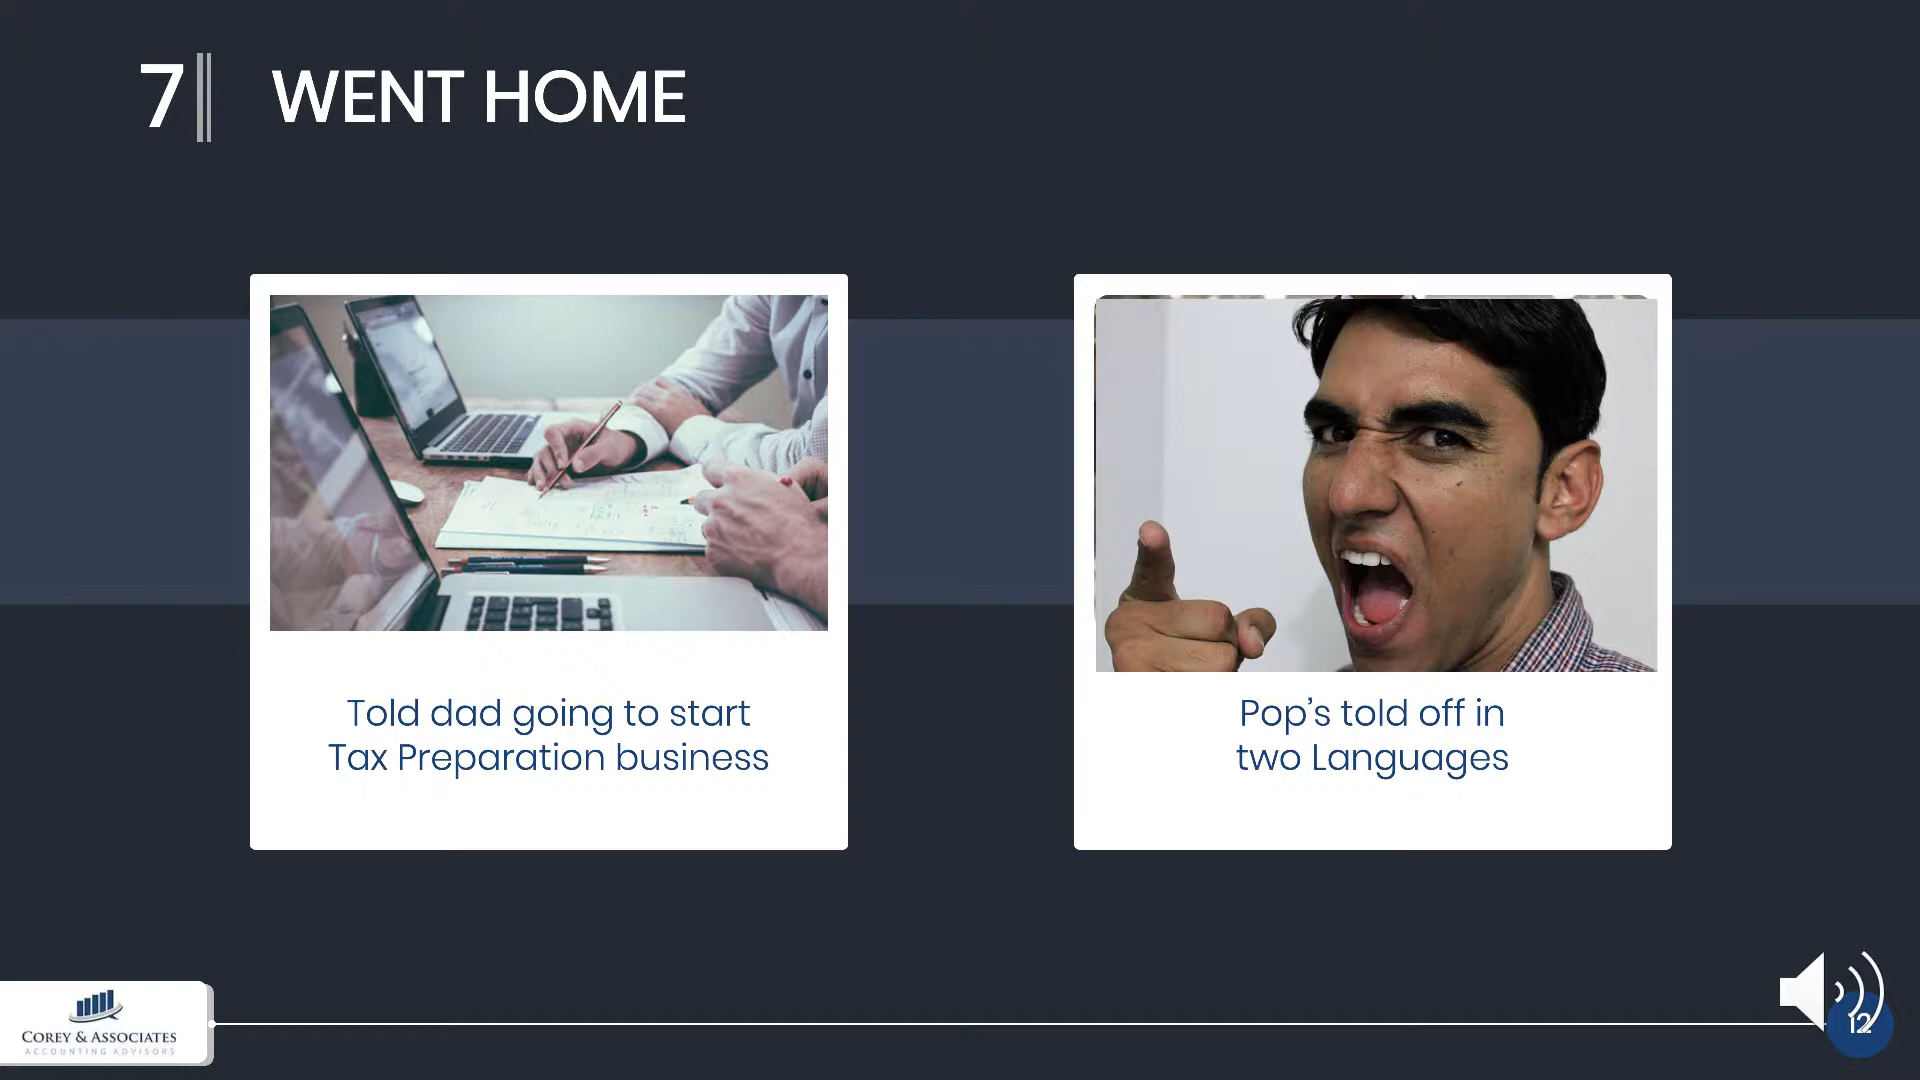 7
WENT HOME
Told dad going to start
Tax Preparation business
Pop's told off in
two Languages
COREY & ASSOCIATES
ACCOUNTING ADVISORS
12